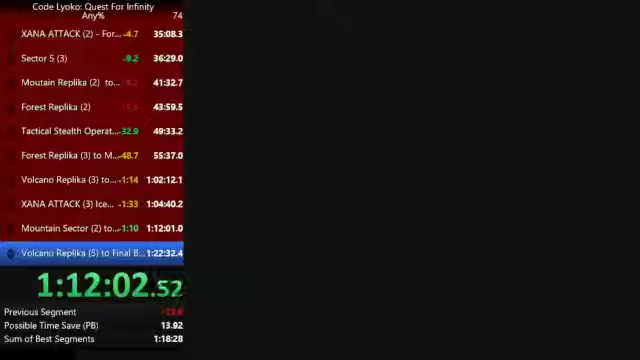 Code Lyoko: Quest For Infinity
Any% 74
XANA ATTACK (2) - For... -4.7 35:08.3
Sector 5 (3) -9.2 36:29.0
Moutain Replika (2) to... 41:32.7
Forest Replika (2) 43:59.5
Tactical Stealth Operat... -32.9 49:33.2
Forest Replika (3) to M... -48.7 55:37.0
Volcano Replika (3) to... -1:14 1:02:12.1
XANA ATTACK (3) Ice... -1:33 1:04:40.2
Mountain Sector (2) to... -1:10 1:12:01.0
Volcano Replika (5) to Final B... 1:22:32.4
1:12:02.52
Previous Segment
Possible Time Save (PB) 13.92
Sum of Best Segments 1:18:28